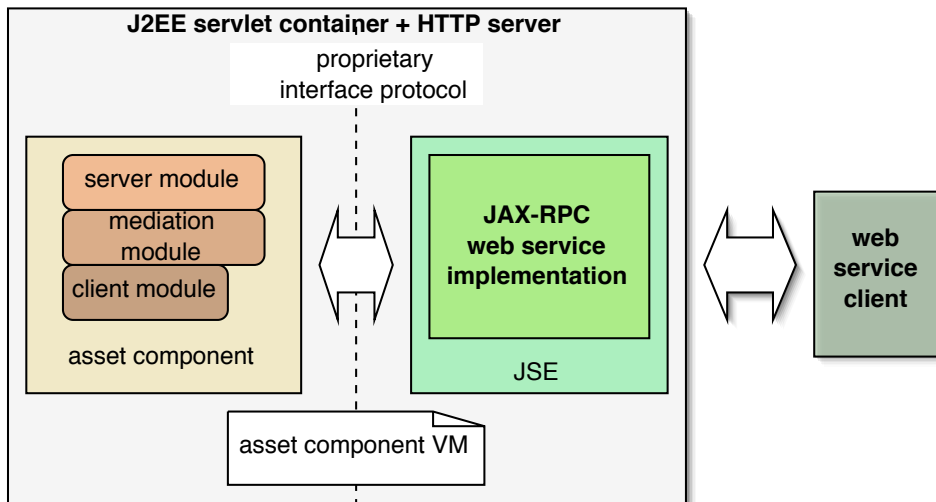 J2EE servlet container + HTTP server
proprietary
interface protocol
server module
mediation
module
client module
asset component
JAX-RPC
web service
implementation
JSE
web
service
client
asset component VM